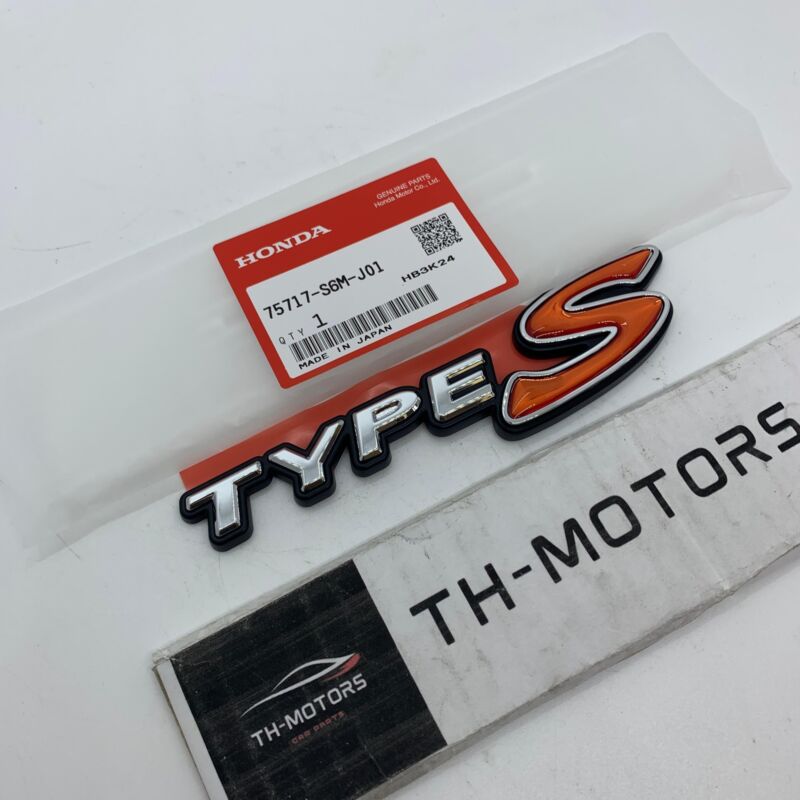 GENUINE PARTS
Honda Motor Co., Ltd.
HONDA
75717-S6M-J01
HB3K24
QTY 1
MADE IN JAPAN
TYPE S
TH-MOTORS
TH-MOTORS
CAR PARTS